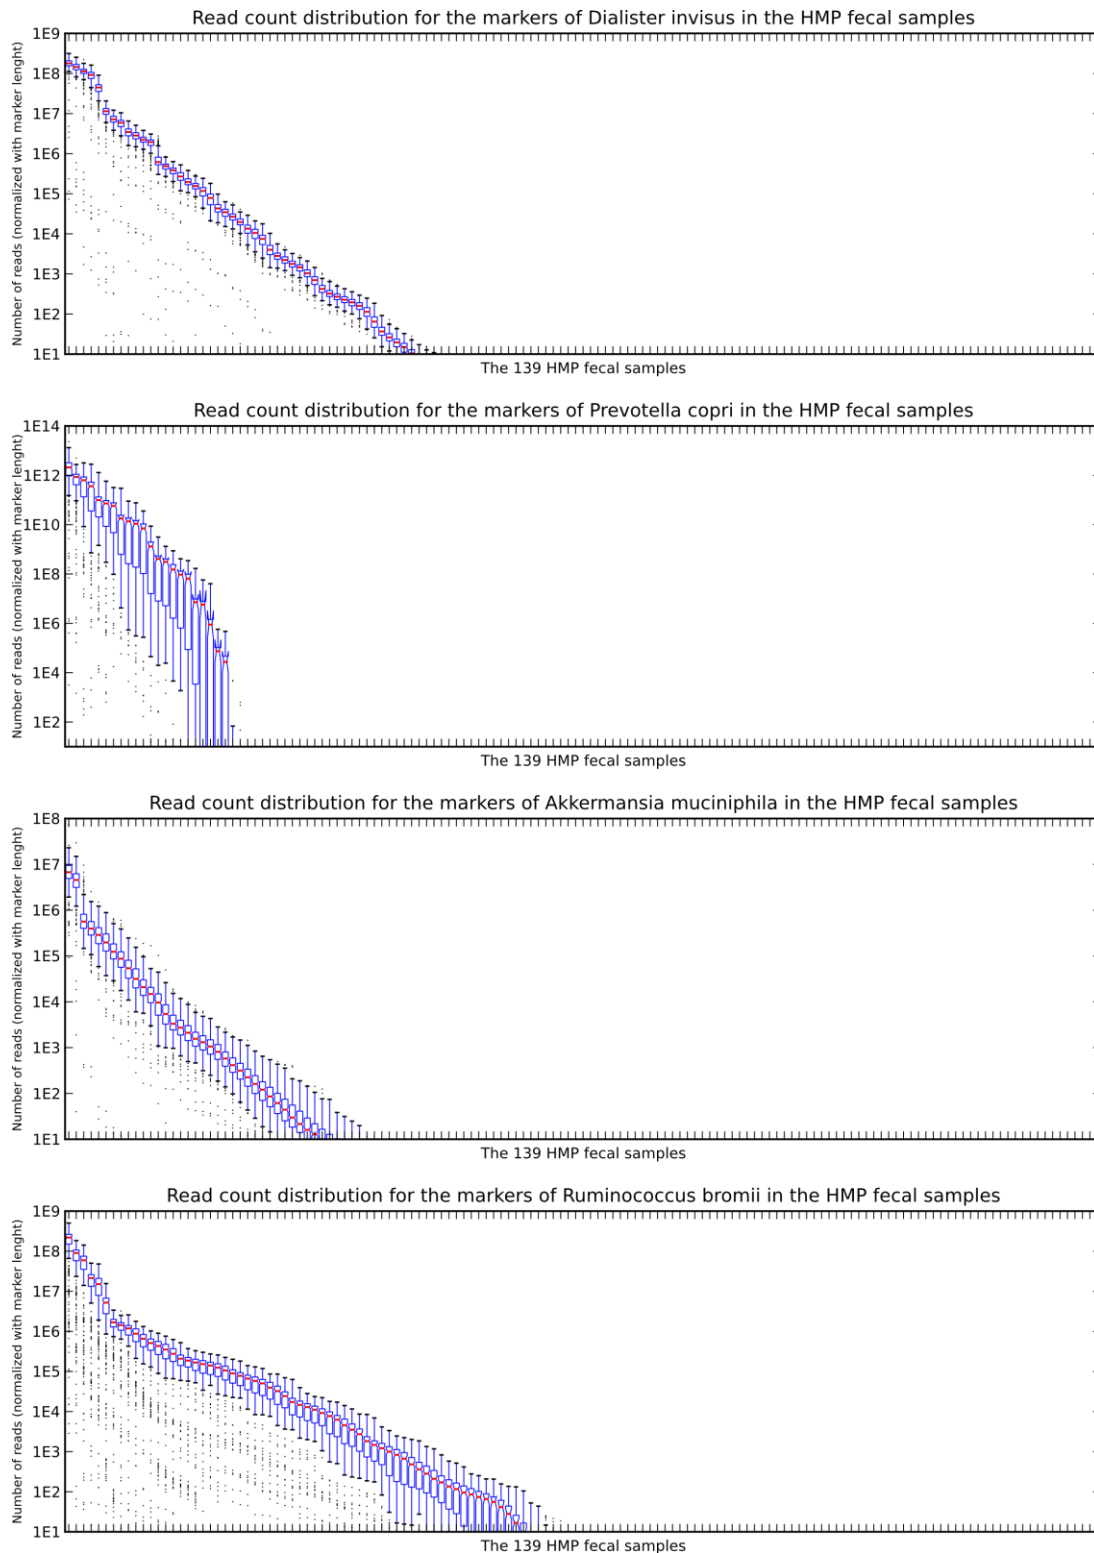 Read count distribution for the markers of Dialister invisus in the HMP fecal samples
Number of reads (normalized with marker lenght)
1E9
1E8
1E7
1E6
1E5
1E4
1E3
1E2
1E1
The 139 HMP fecal samples
Read count distribution for the markers of Prevotella copri in the HMP fecal samples
Number of reads (normalized with marker lenght)
1E14
1E12
1E10
1E8
1E6
1E4
1E2
The 139 HMP fecal samples
Read count distribution for the markers of Akkermansia muciniphila in the HMP fecal samples
Number of reads (normalized with marker lenght)
1E8
1E7
1E6
1E5
1E4
1E3
1E2
1E1
The 139 HMP fecal samples
Read count distribution for the markers of Ruminococcus bromii in the HMP fecal samples
Number of reads (normalized with marker lenght)
1E9
1E8
1E7
1E6
1E5
1E4
1E3
1E2
1E1
The 139 HMP fecal samples